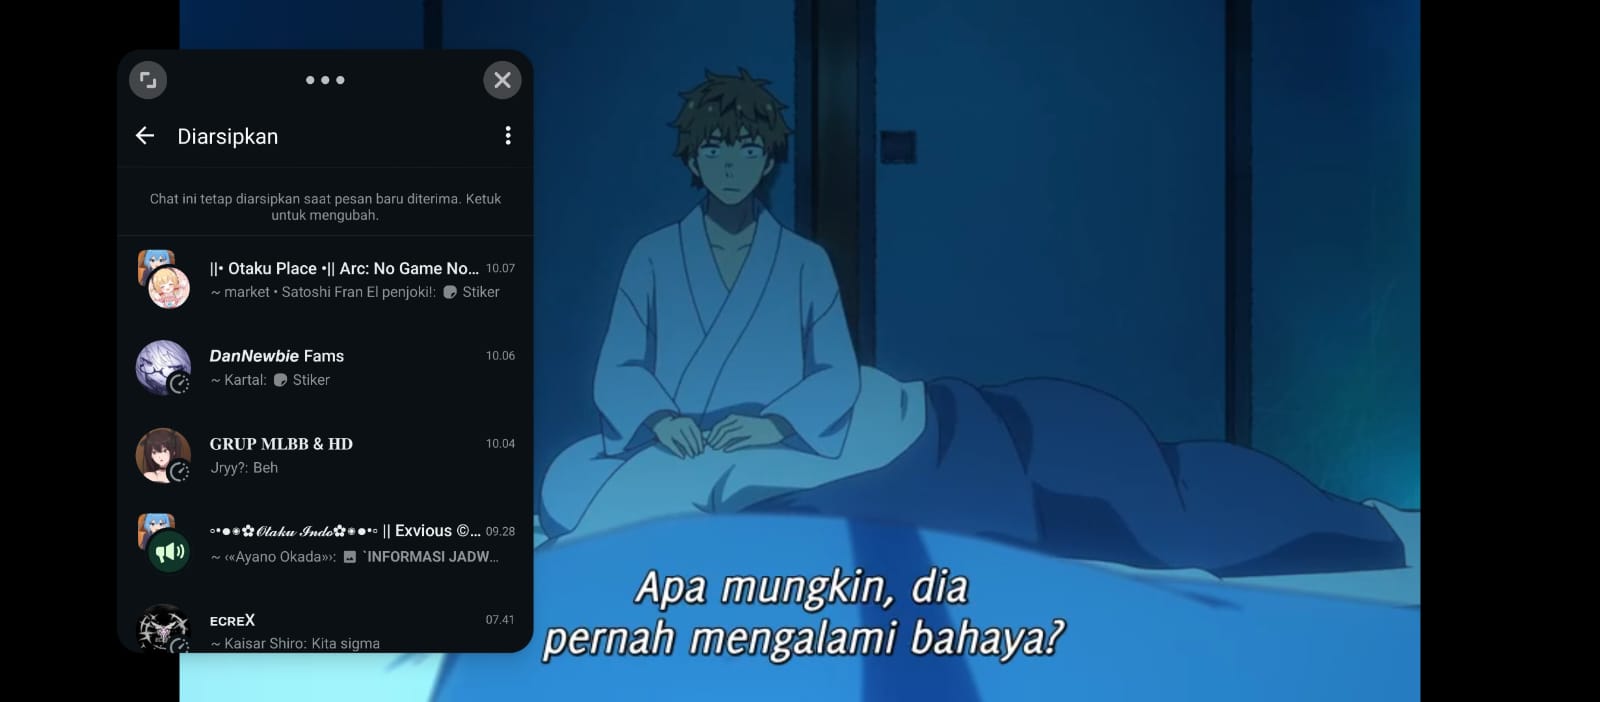 Diarsipkan
Chat ini tetap diarsipkan saat pesan baru diterima. Ketuk
untuk mengubah.
||• Otaku Place •|| Arc: No Game No... 10.07
~ market • Satoshi Fran El penjoki!: Stiker
DanNewbie Fams 10.06
~ Kartal: Stiker
GRUP MLBB & HD 10.04
Jryy?: Beh
◦•●◉✿𝒪𝓉𝒶𝓀𝓊 ℐ𝓃𝒹ℴ✿◉●•◦ || Exvious ©... 09.28
~ ‹«Ayano Okada»›: `INFORMASI JADW...
ᴇᴄʀᴇX 07.41
~ Kaisar Shiro: Kita sigma
Apa mungkin, dia
pernah mengalami bahaya?